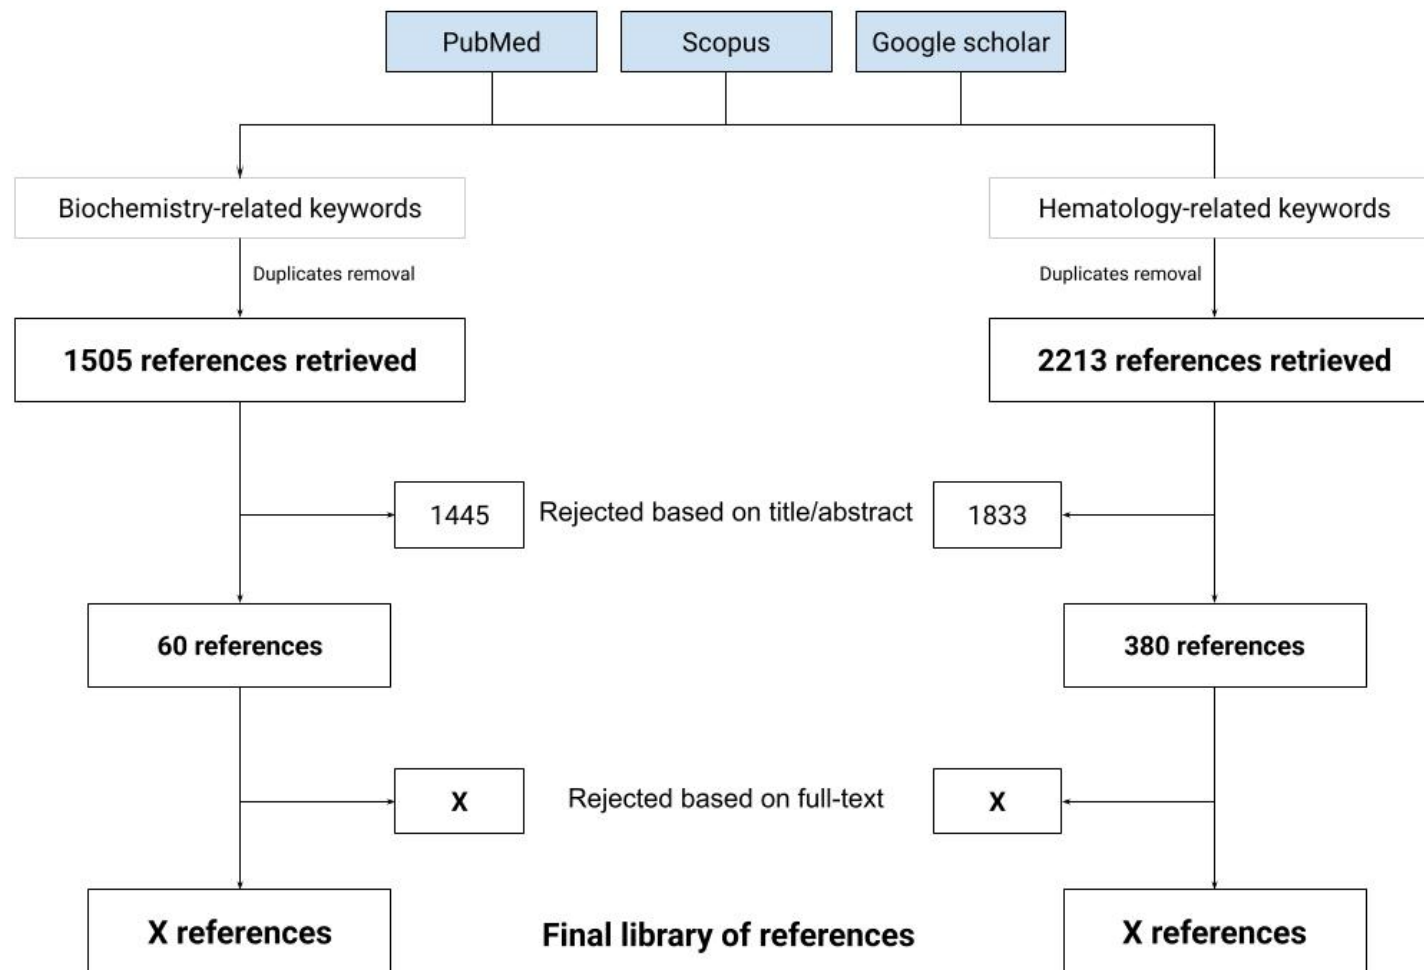 PubMed
Scopus
Google scholar
Biochemistry-related keywords
Hematology-related keywords
Duplicates removal
Duplicates removal
1505 references retrieved
2213 references retrieved
1445
Rejected based on title/abstract
1833
60 references
380 references
X
Rejected based on full-text
X
X references
Final library of references
X references